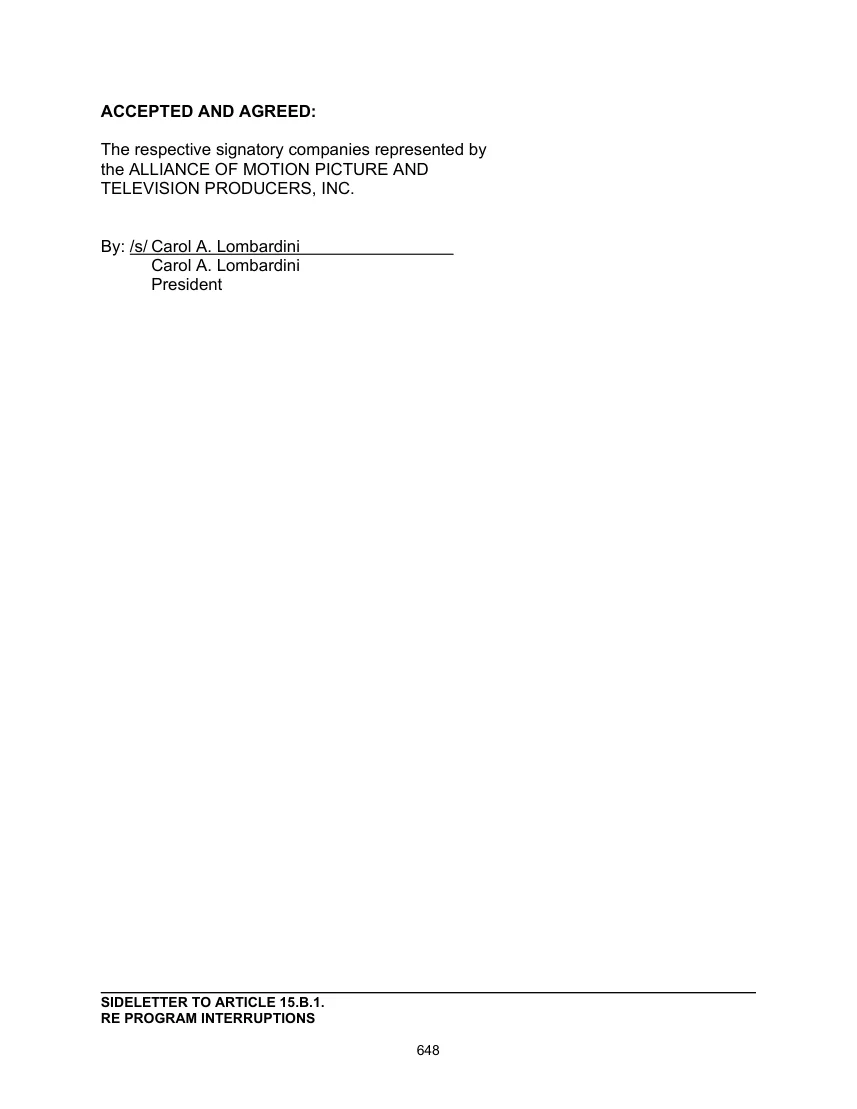 ACCEPTED AND AGREED:
The respective signatory companies represented by
the ALLIANCE OF MOTION PICTURE AND
TELEVISION PRODUCERS, INC.
By: /s/ Carol A. Lombardini
Carol A. Lombardini
President
SIDELETTER TO ARTICLE 15.B.1.
RE PROGRAM INTERRUPTIONS
648